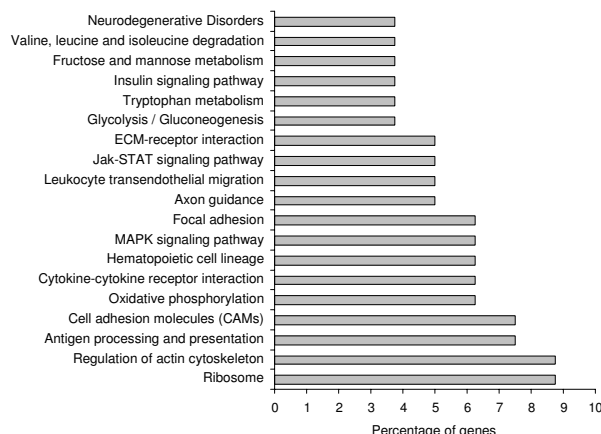 Neurodegenerative Disorders
Valine, leucine and isoleucine degradation
Fructose and mannose metabolism
Insulin signaling pathway
Tryptophan metabolism
Glycolysis / Gluconeogenesis
ECM-receptor interaction
Jak-STAT signaling pathway
Leukocyte transendothelial migration
Axon guidance
Focal adhesion
MAPK signaling pathway
Hematopoietic cell lineage
Cytokine-cytokine receptor interaction
Oxidative phosphorylation
Cell adhesion molecules (CAMs)
Antigen processing and presentation
Regulation of actin cytoskeleton
Ribosome
0 1 2 3 4 5 6 7 8 9 10
Percentage of genes